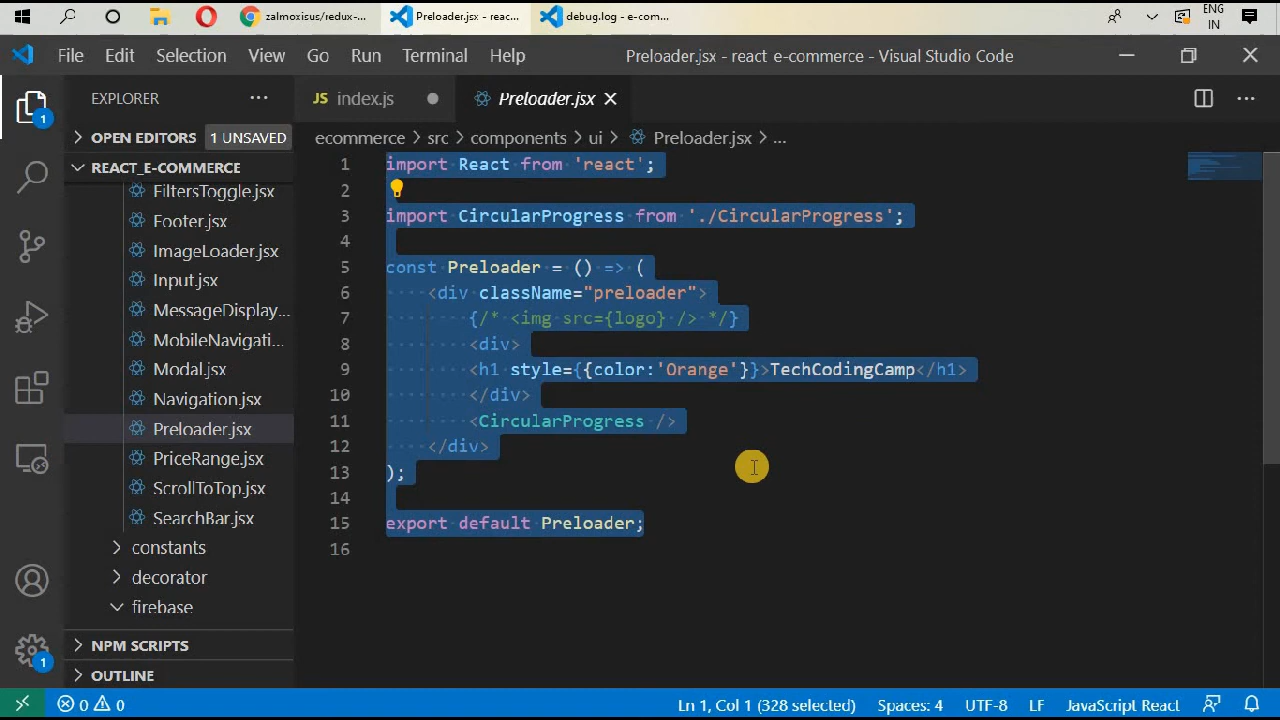 zalmoxisus/redux-...
Preloader.jsx - reac...
debug.log - e-com...
ENG
IN
File Edit Selection View Go Run Terminal Help
Preloader.jsx - react e-commerce - Visual Studio Code
EXPLORER
JS index.js
Preloader.jsx
OPEN EDITORS 1 UNSAVED
ecommerce > src > components > ui > Preloader.jsx > ...
REACT_E-COMMERCE
FiltersToggle.jsx
Footer.jsx
ImageLoader.jsx
Input.jsx
MessageDisplay...
MobileNavigati...
Modal.jsx
Navigation.jsx
Preloader.jsx
PriceRange.jsx
ScrollToTop.jsx
SearchBar.jsx
constants
decorator
firebase
NPM SCRIPTS
OUTLINE
1
1
1 import React from 'react';
2
3 import CircularProgress from './CircularProgress';
4
5 const Preloader = () => (
6 <div className="preloader">
7 {/* <img src={logo} /> */}
8 <div>
9 <h1 style={{color:'Orange'}}>TechCodingCamp</h1>
10 </div>
11 <CircularProgress />
12 </div>
13 );
14
15 export default Preloader;
16
0 0
Ln 1, Col 1 (328 selected) Spaces: 4 UTF-8 LF JavaScript React